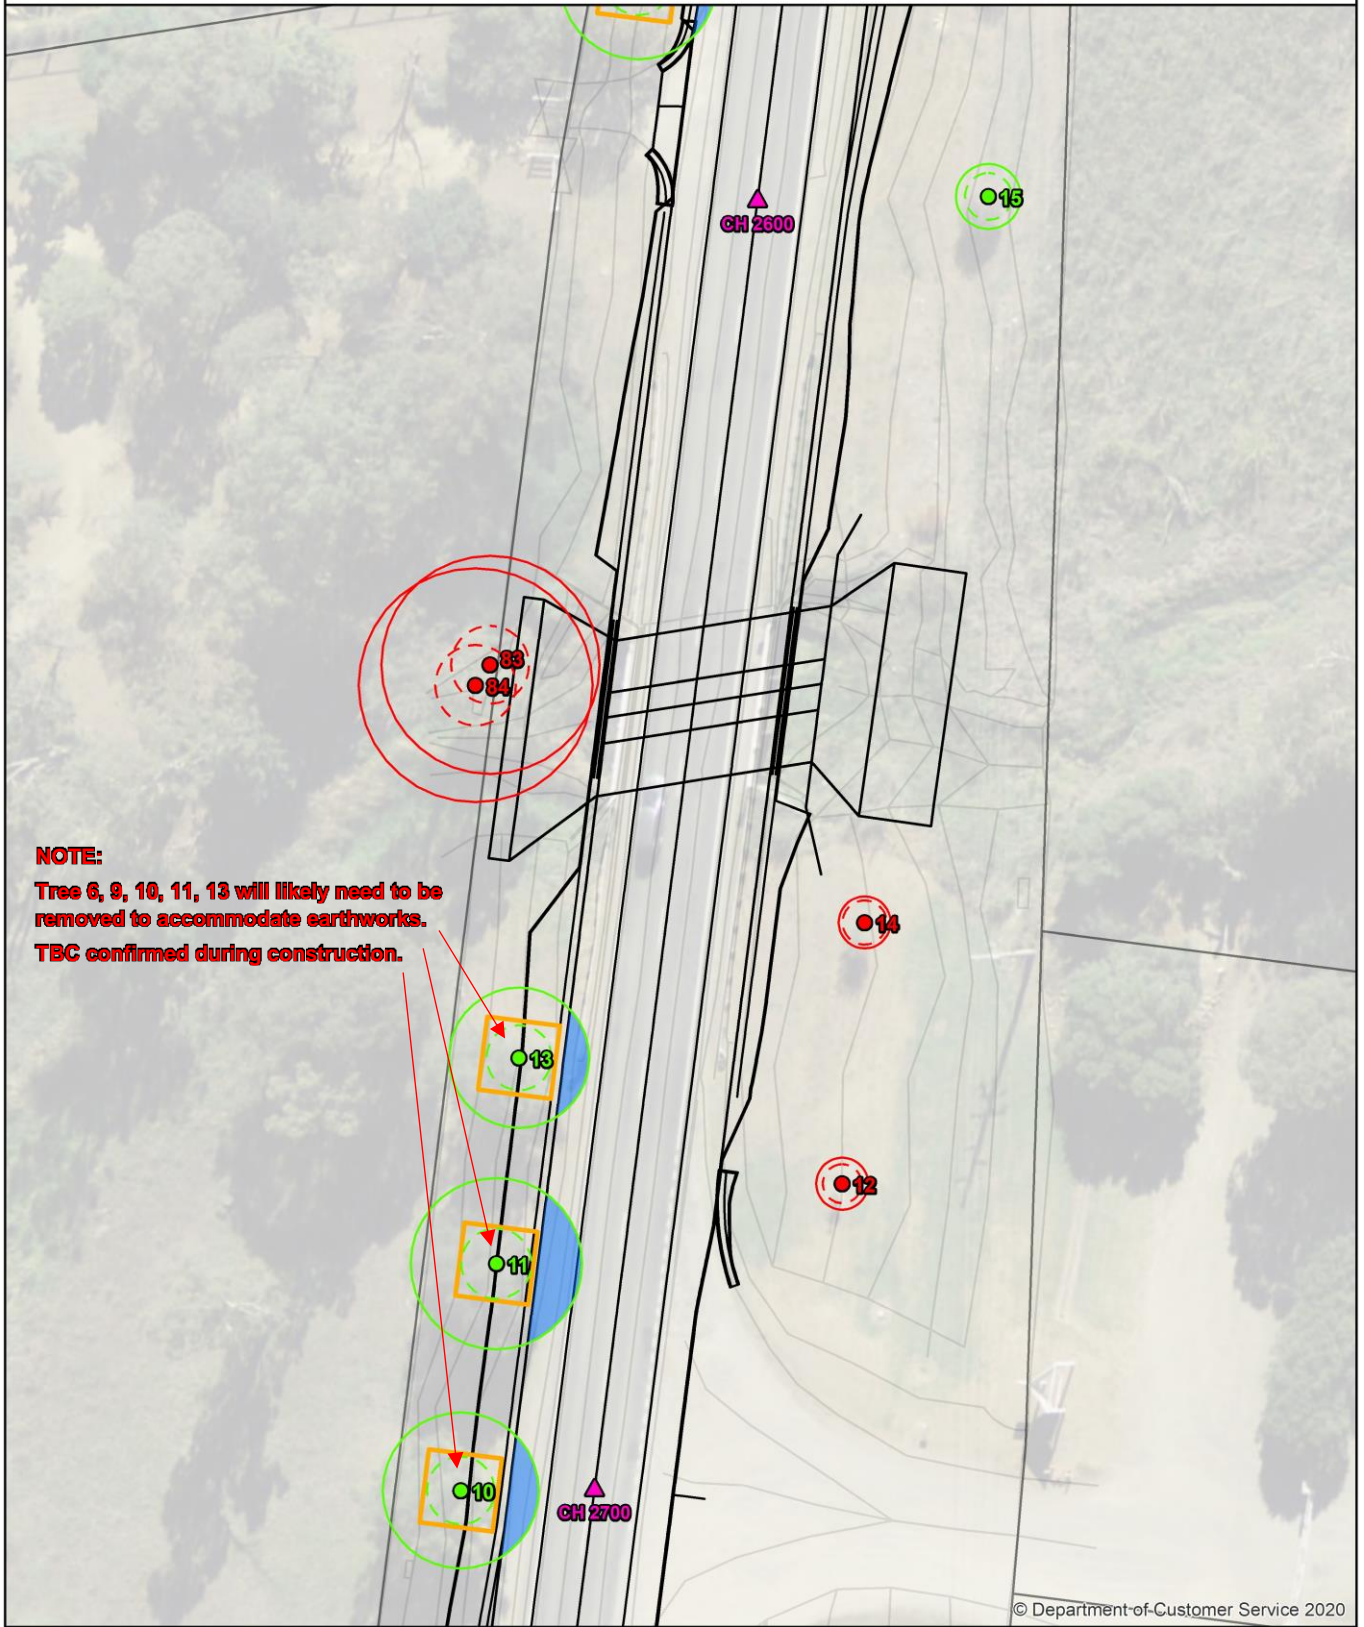 15
CH 2600
83
84
NOTE:
Tree 6, 9, 10, 11, 13 will likely need to be
removed to accommodate earthworks.
TBC confirmed during construction.
14
13
12
11
10
CH 2700
© Department of Customer Service 2020